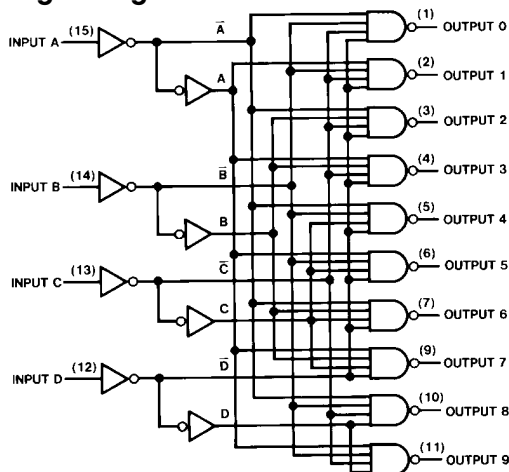 (1)
OUTPUT 0
INPUT A (15) A̅
(2)
OUTPUT 1
A
(3)
OUTPUT 2
(4)
OUTPUT 3
INPUT B (14) B̅
(5)
OUTPUT 4
B
(6)
OUTPUT 5
INPUT C (13) C̅
(7)
OUTPUT 6
C
(9)
OUTPUT 7
INPUT D (12) D̅
(10)
OUTPUT 8
D
(11)
OUTPUT 9